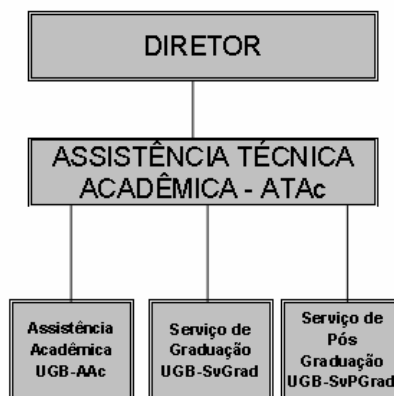 DIRETOR
ASSISTÊNCIA TÉCNICA
ACADÊMICA - ATAc
Assistência
Acadêmica
UGB-AAc
Serviço de
Graduação
UGB-SvGrad
Serviço de
Pós
Graduação
UGB-SvPGrad